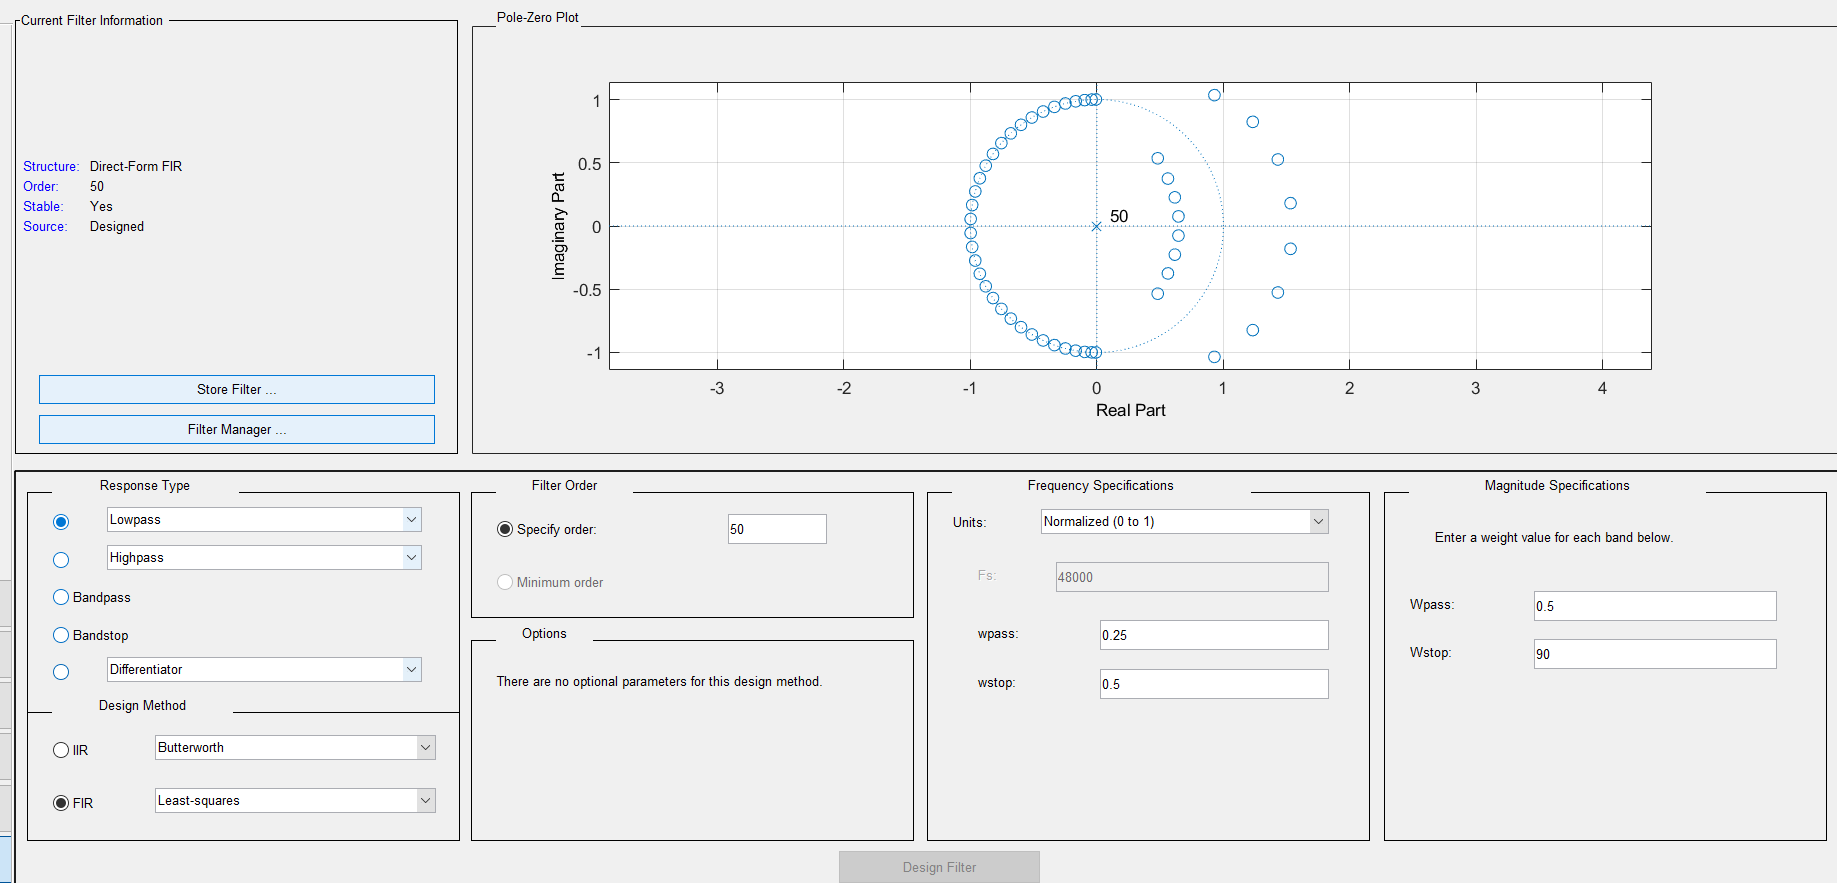 Current Filter Information
Structure: Direct-Form FIR
Order: 50
Stable: Yes
Source: Designed
Store Filter ...
Filter Manager ...
Pole-Zero Plot
1
0.5
0
-0.5
-1
Imaginary Part
50
-3 -2 -1 0 1 2 3 4
Real Part
Response Type
Lowpass
Highpass
Bandpass
Bandstop
Differentiator
Design Method
IIR Butterworth
FIR Least-squares
Filter Order
Specify order: 50
Minimum order
Options
There are no optional parameters for this design method.
Frequency Specifications
Units: Normalized (0 to 1)
Fs: 48000
wpass: 0.25
wstop: 0.5
Magnitude Specifications
Enter a weight value for each band below.
Wpass: 0.5
Wstop: 90
Design Filter